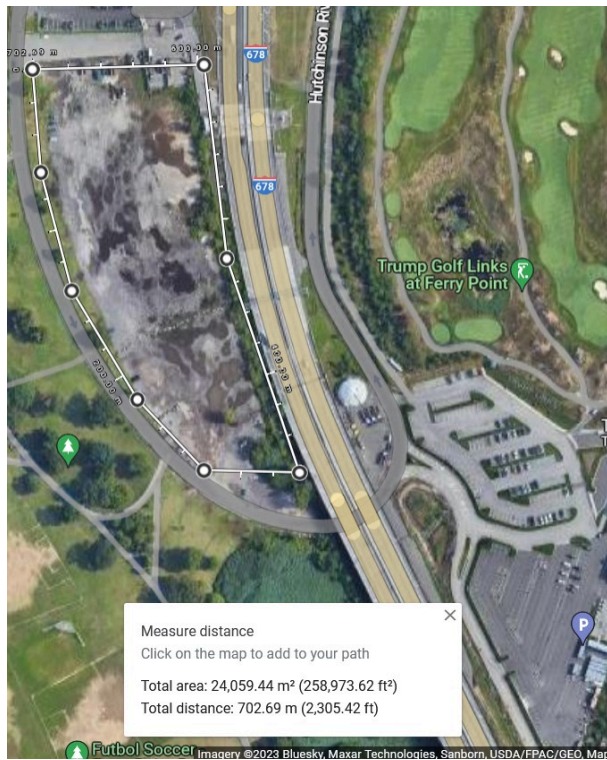 702.69 m
600.00 m
678
Hutchinson Riv
678
Trump Golf Links
at Ferry Point
400.00 m
200.00 m
T
T
P
Measure distance
Click on the map to add to your path
Total area: 24,059.44 m² (258,973.62 ft²)
Total distance: 702.69 m (2,305.42 ft)
Futbol Soccer
Imagery ©2023 Bluesky, Maxar Technologies, Sanborn, USDA/FPAC/GEO, Map